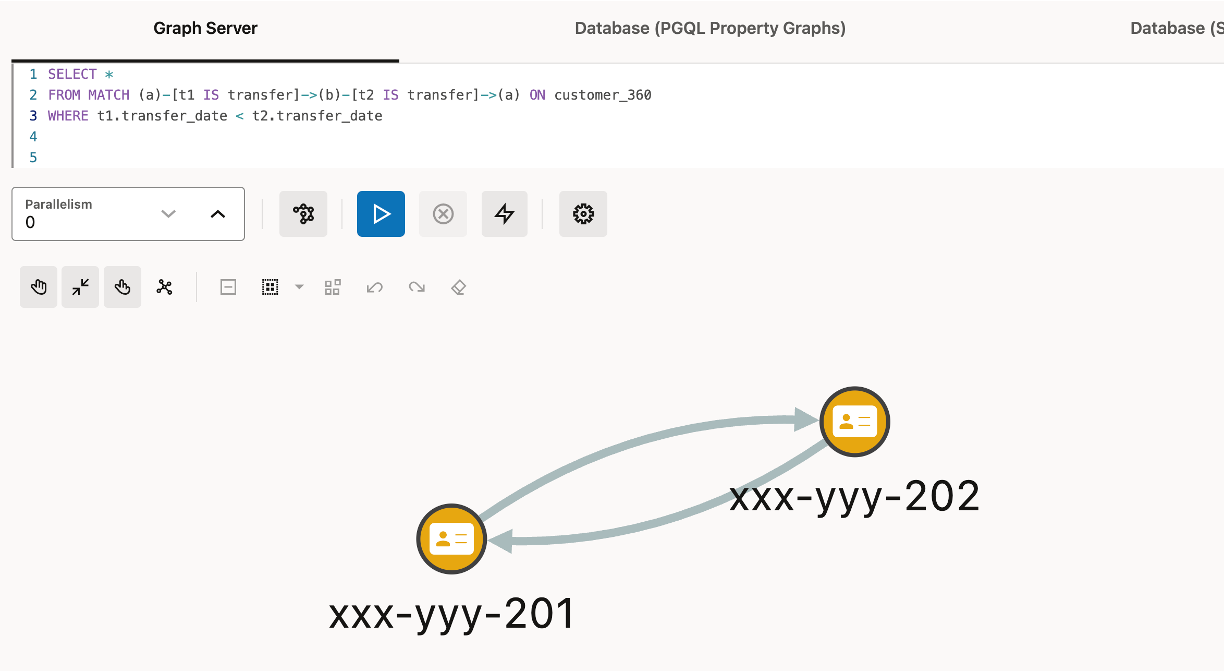 Graph Server
Database (PGQL Property Graphs)
Database (S
1 SELECT *
2 FROM MATCH (a)-[t1 IS transfer]->(b)-[t2 IS transfer]->(a) ON customer_360
3 WHERE t1.transfer_date < t2.transfer_date
4
5
Parallelism
0
xxx-yyy-202
xxx-yyy-201